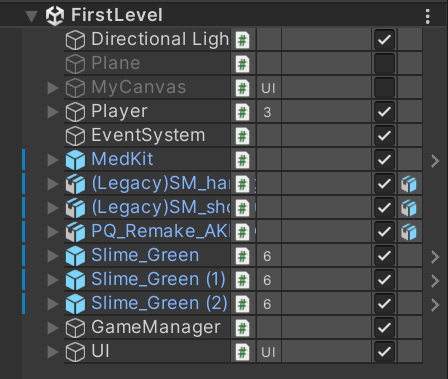 FirstLevel
Directional Ligh
Plane
MyCanvas UI
Player 3
EventSystem
MedKit
(Legacy)SM_ha
(Legacy)SM_sh
PQ_Remake_AK
Slime_Green 6
Slime_Green (1) 6
Slime_Green (2) 6
GameManager
UI UI